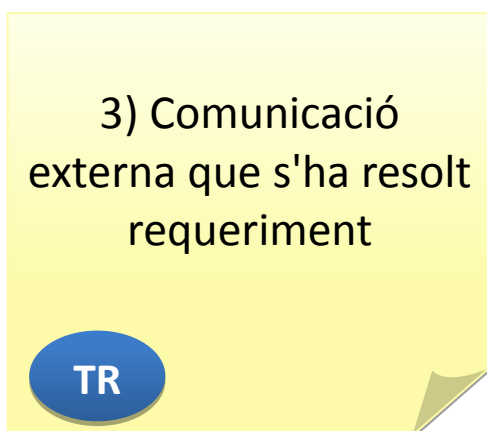 3) Comunicació
externa que s'ha resolt
requeriment
TR